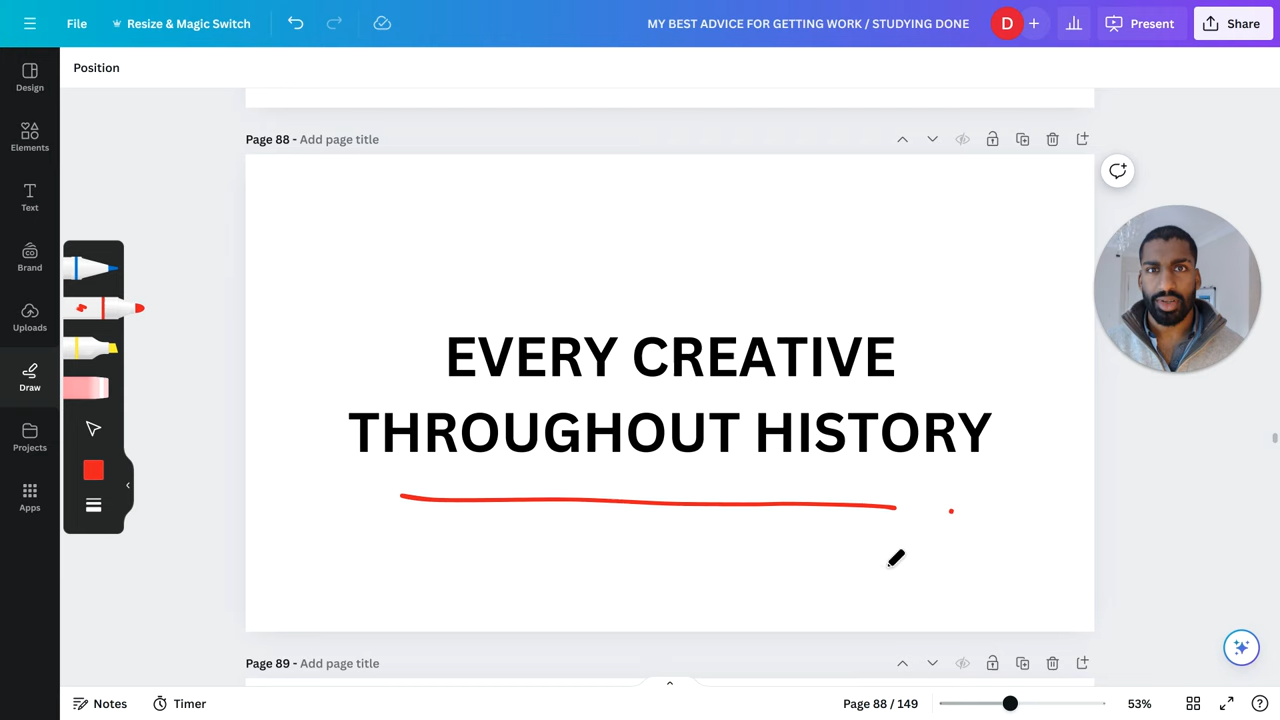 File
Resize & Magic Switch
MY BEST ADVICE FOR GETTING WORK / STUDYING DONE
D
Present
Share
Position
Design
Elements
Text
Brand
Uploads
Draw
Projects
Apps
Page 88 - Add page title
EVERY CREATIVE
THROUGHOUT HISTORY
Page 89 - Add page title
Notes
Timer
Page 88 / 149
53%